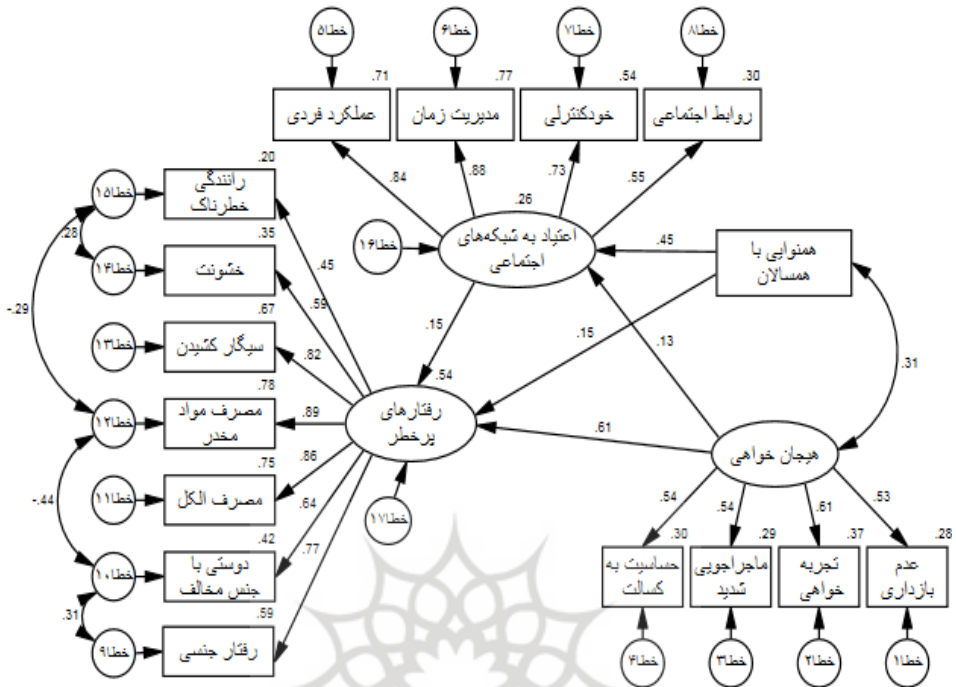 خطا۵
خطا۶
خطا۷
خطا۸
.71
.77
.54
.30
عملکرد فردی
مدیریت زمان
خودکنترلی
روابط اجتماعی
.84
.88
.73
.55
.26
اعتیاد به شبکه‌های
اجتماعی
خطا۱۶
.20
رانندگی
خطرناک
خطا۱۵
.28
.35
خشونت
خطا۱۴
-.29
.67
سیگار کشیدن
خطا۱۳
.78
مصرف مواد
مخدر
خطا۱۲
.75
مصرف الکل
خطا۱۱
-.44
.42
دوستی با
جنس مخالف
خطا۱۰
.31
.59
رفتار جنسی
خطا۹
.45
.59
.82
.89
.86
.64
.77
.54
رفتارهای
پرخطر
خطا۱۷
.15
.45
.15
.13
.61
همنوایی با
همسالان
.31
هیجان خواهی
.54
.54
.61
.53
.30
.29
.37
.28
حساسیت به
کسالت
ماجراجویی
شدید
تجربه
خواهی
عدم
بازداری
خطا۴
خطا۳
خطا۲
خطا۱